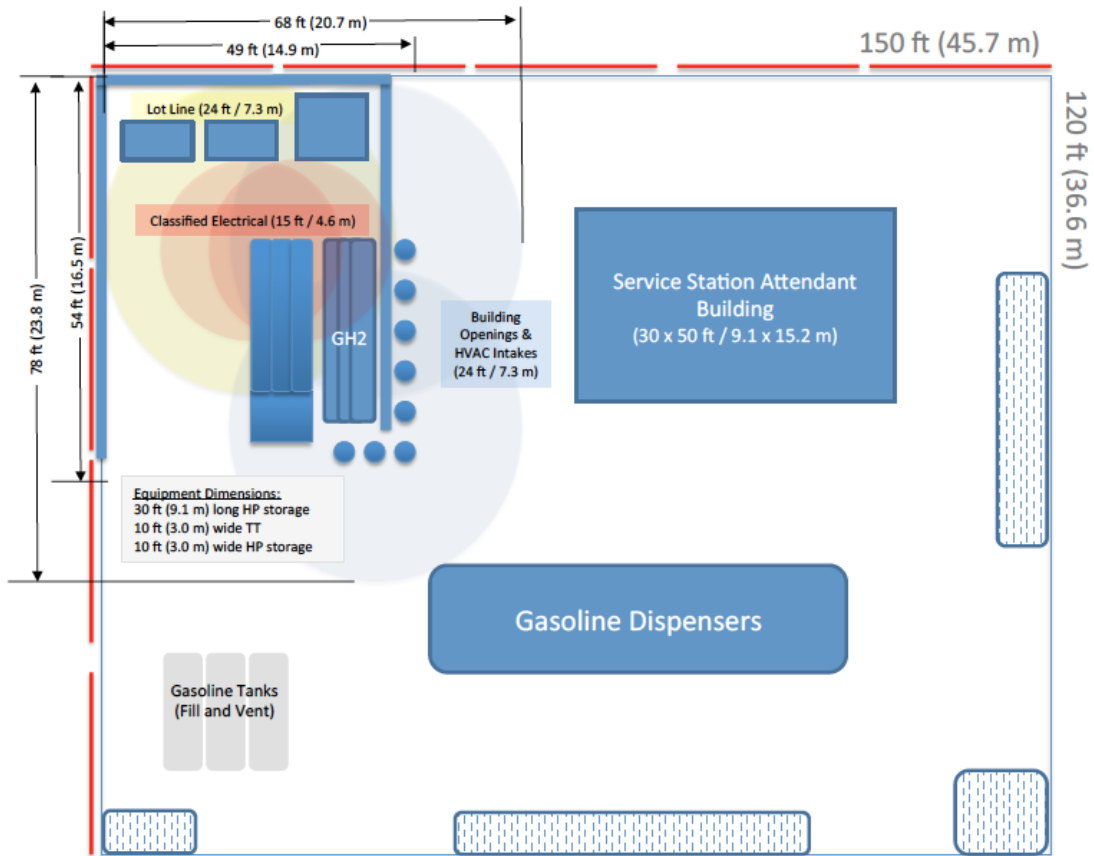 68 ft (20.7 m)
49 ft (14.9 m)
150 ft (45.7 m)
120 ft (36.6 m)
Lot Line (24 ft / 7.3 m)
Classified Electrical (15 ft / 4.6 m)
78 ft (23.8 m)
54 ft (16.5 m)
GH2
Building
Openings &
HVAC Intakes
(24 ft / 7.3 m)
Service Station Attendant
Building
(30 x 50 ft / 9.1 x 15.2 m)
Equipment Dimensions:
30 ft (9.1 m) long HP storage
10 ft (3.0 m) wide TT
10 ft (3.0 m) wide HP storage
Gasoline Dispensers
Gasoline Tanks
(Fill and Vent)